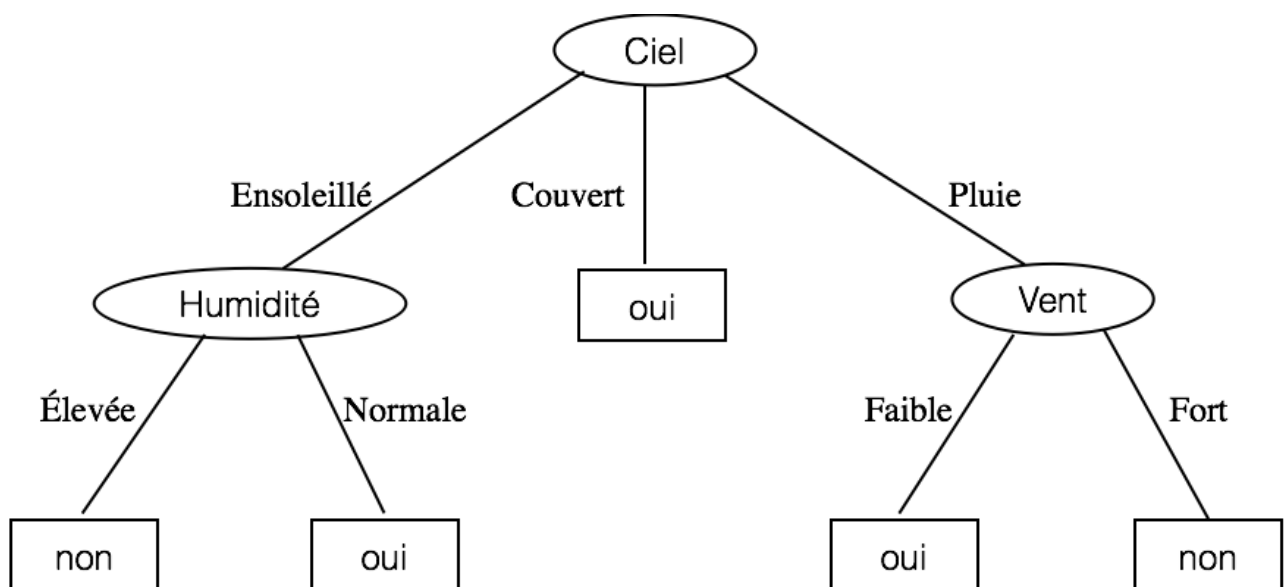 Ciel
Ensoleillé Couvert Pluie
Humidité oui Vent
Élevée Normale Faible Fort
non oui oui non